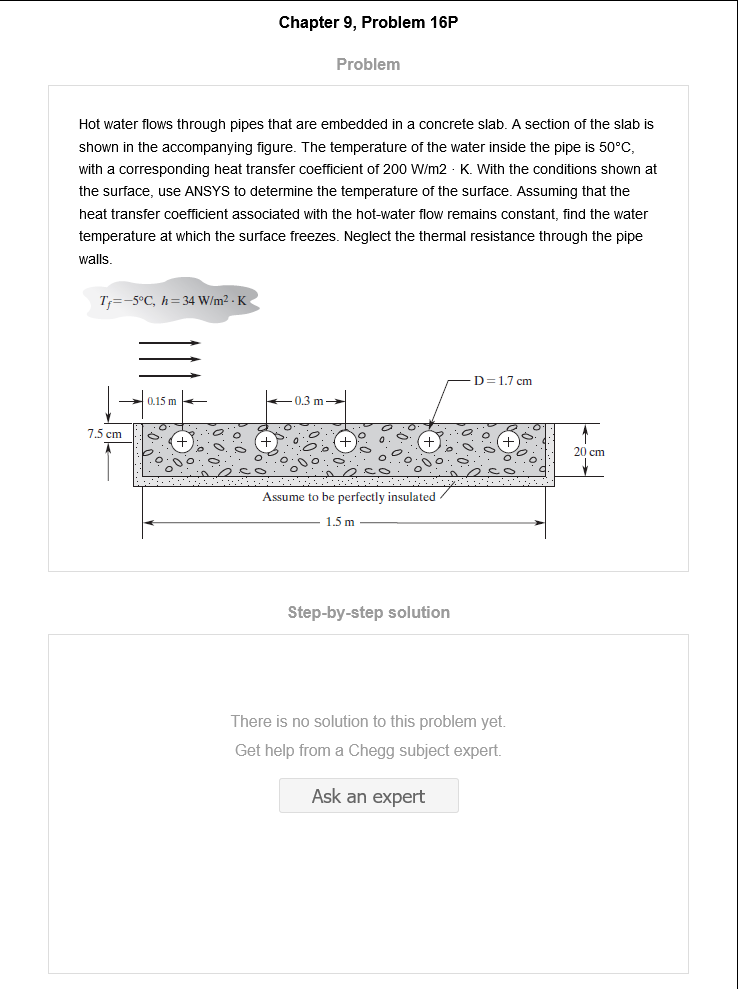 Chapter 9, Problem 16P
Problem
Hot water flows through pipes that are embedded in a concrete slab. A section of the slab is
shown in the accompanying figure. The temperature of the water inside the pipe is 50°C,
with a corresponding heat transfer coefficient of 200 W/m2 · K. With the conditions shown at
the surface, use ANSYS to determine the temperature of the surface. Assuming that the
heat transfer coefficient associated with the hot-water flow remains constant, find the water
temperature at which the surface freezes. Neglect the thermal resistance through the pipe
walls.
T_f=−5°C, h=34 W/m²·K
D=1.7 cm
0.15 m
0.3 m
7.5 cm
20 cm
Assume to be perfectly insulated
1.5 m
Step-by-step solution
There is no solution to this problem yet.
Get help from a Chegg subject expert.
Ask an expert